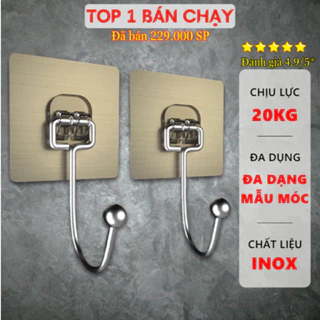 TOP 1 BÁN CHẠY
Đã bán 229.000 SP
Đánh giá 4,9/5*
CHỊU LỰC
20KG
ĐA DỤNG
ĐA DẠNG
MẪU MÓC
CHẤT LIỆU
INOX